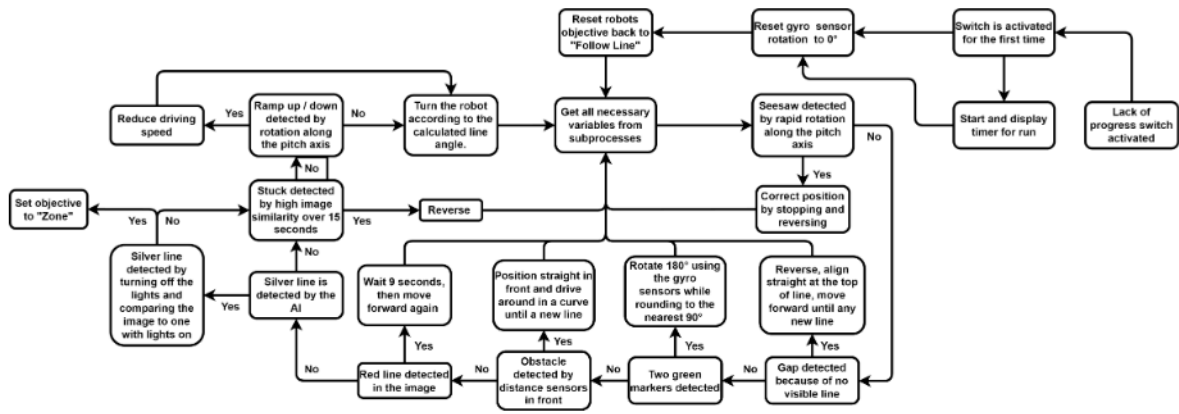 Reset robots
objective back to
"Follow Line"
Reset gyro sensor
rotation to 0°
Switch is activated
for the first time
Reduce driving
speed
Yes
Ramp up / down
detected by
rotation along
the pitch axis
No
Turn the robot
according to the
calculated line
angle.
Get all necessary
variables from
subprocesses
Seesaw detected
by rapid rotation
along the pitch
axis
No
Start and display
timer for run
Lack of
progress switch
activated
No
Yes
Set objective
to "Zone"
Yes
No
Stuck detected
by high image
similarity over 15
seconds
Yes
Reverse
Correct position
by stopping and
reversing
No
Silver line
detected by
turning off the
lights and
comparing the
image to one
with lights on
Yes
Silver line is
detected by the
AI
Wait 9 seconds,
then move
forward again
Position straight in
front and drive
around in a curve
until a new line
Rotate 180° using
the gyro
sensors while
rounding to the
nearest 90°
Reverse, align
straight at the top
of line, move
forward until any
new line
Yes
Yes
Yes
Yes
No
Red line detected
in the image
No
Obstacle
detected by
distance sensors
in front
No
Two green
markers detected
No
Gap detected
because of no
visible line